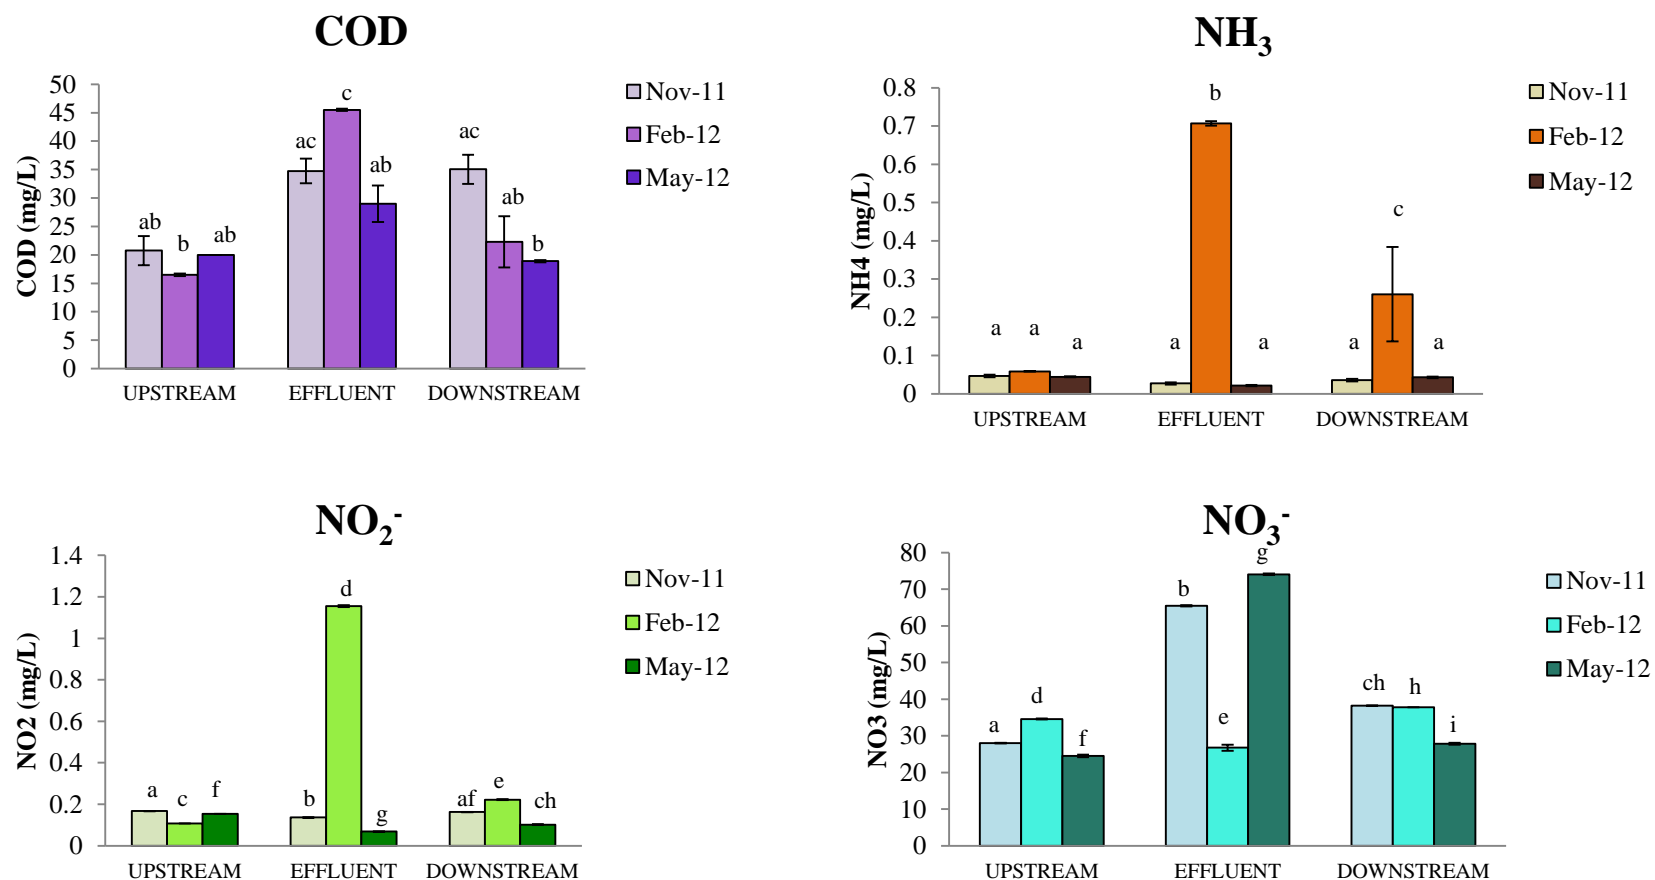 COD
COD (mg/L)
50
45
40
35
30
25
20
15
10
5
0
ab
b
ab
ac
c
ab
ac
ab
b
UPSTREAM
EFFLUENT
DOWNSTREAM
Nov-11
Feb-12
May-12
NH₃
NH4 (mg/L)
0.8
0.7
0.6
0.5
0.4
0.3
0.2
0.1
0
a
a
a
a
b
a
a
c
a
UPSTREAM
EFFLUENT
DOWNSTREAM
Nov-11
Feb-12
May-12
NO₂⁻
NO2 (mg/L)
1.4
1.2
1
0.8
0.6
0.4
0.2
0
a
c
f
b
d
g
af
e
ch
UPSTREAM
EFFLUENT
DOWNSTREAM
Nov-11
Feb-12
May-12
NO₃⁻
NO3 (mg/L)
80
70
60
50
40
30
20
10
0
a
d
f
b
e
g
ch
h
i
UPSTREAM
EFFLUENT
DOWNSTREAM
Nov-11
Feb-12
May-12